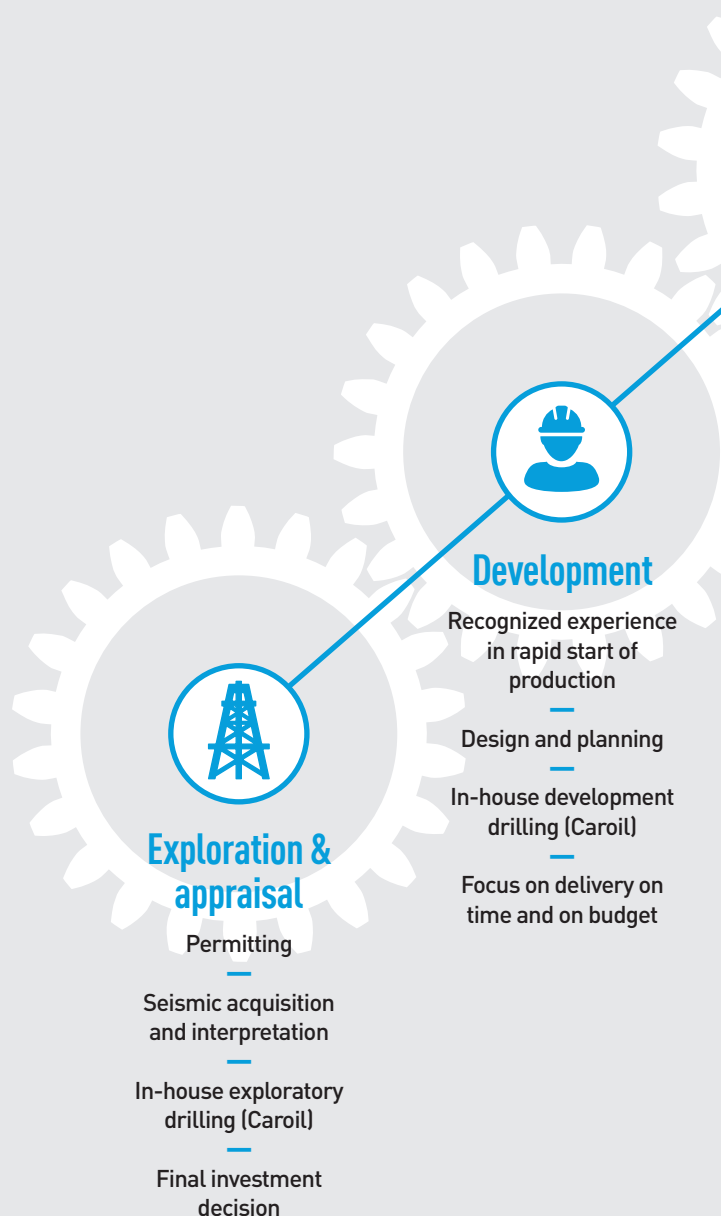 Development
Recognized experience
in rapid start of
production
Design and planning
In-house development
drilling (Caroil)
Focus on delivery on
time and on budget
Exploration &
appraisal
Permitting
Seismic acquisition
and interpretation
In-house exploratory
drilling (Caroil)
Final investment
decision